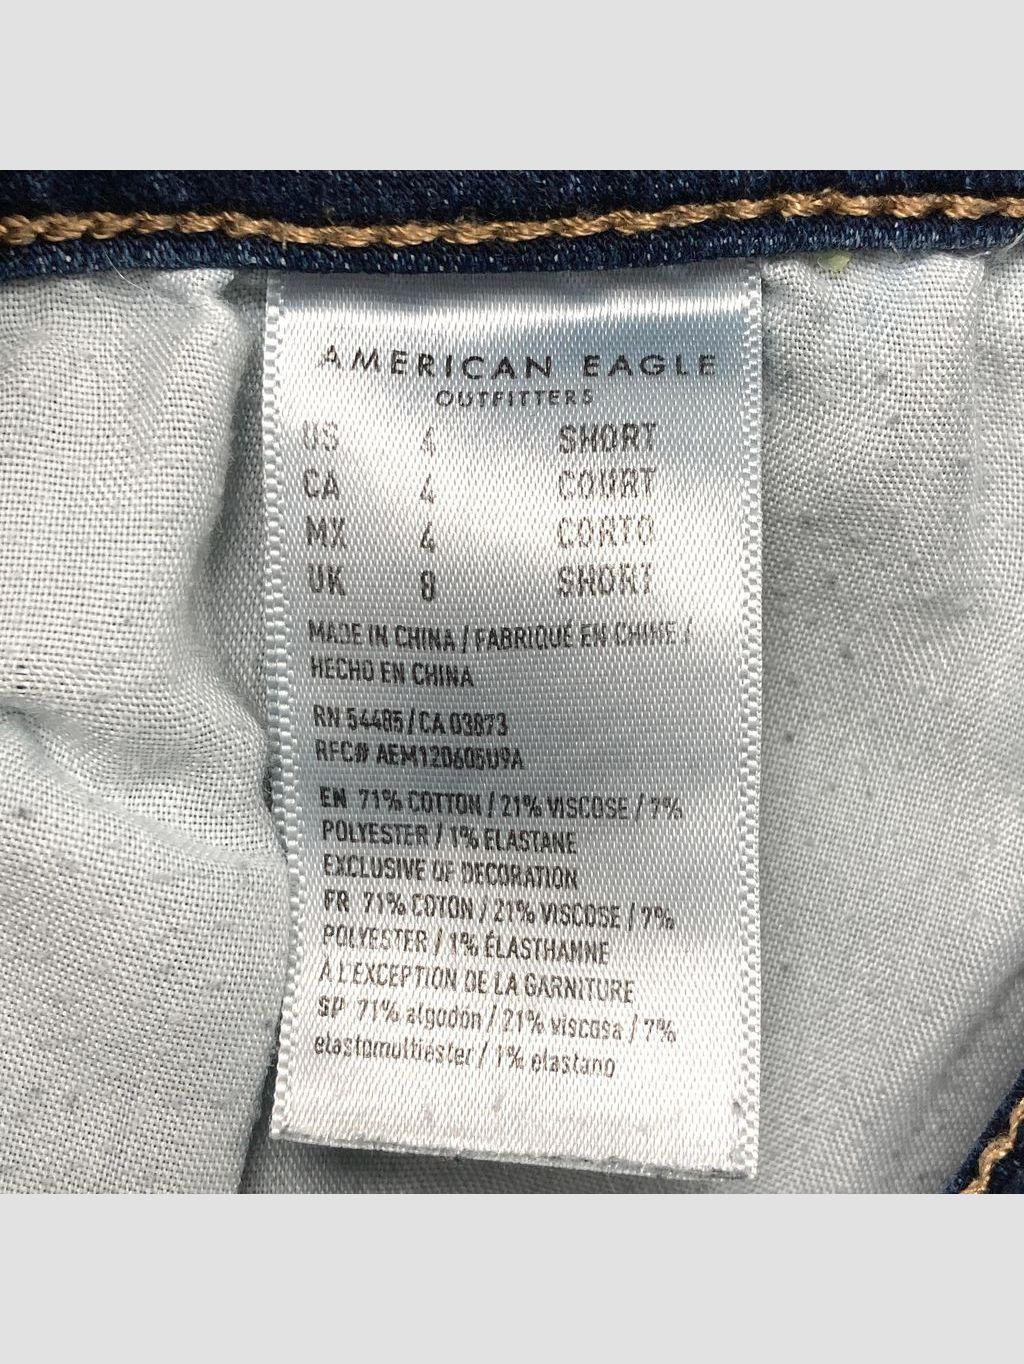 AMERICAN EAGLE
OUTFITTERS
US 4 SHORT
CA 4 COURT
MX 4 CORTO
UK 8 SHORT
MADE IN CHINA / FABRIQUÉ EN CHINE /
HECHO EN CHINA
RN 54485 / CA 03873
RFC# AEM120605U9A
EN 71% COTTON / 21% VISCOSE / 7%
POLYESTER / 1% ELASTANE
EXCLUSIVE OF DECORATION
FR 71% COTON / 21% VISCOSE / 7%
POLYESTER / 1% ÉLASTHANNE
À L'EXCEPTION DE LA GARNITURE
SP 71% algodón / 21% viscosa / 7%
elastomultiéster / 1% elastano